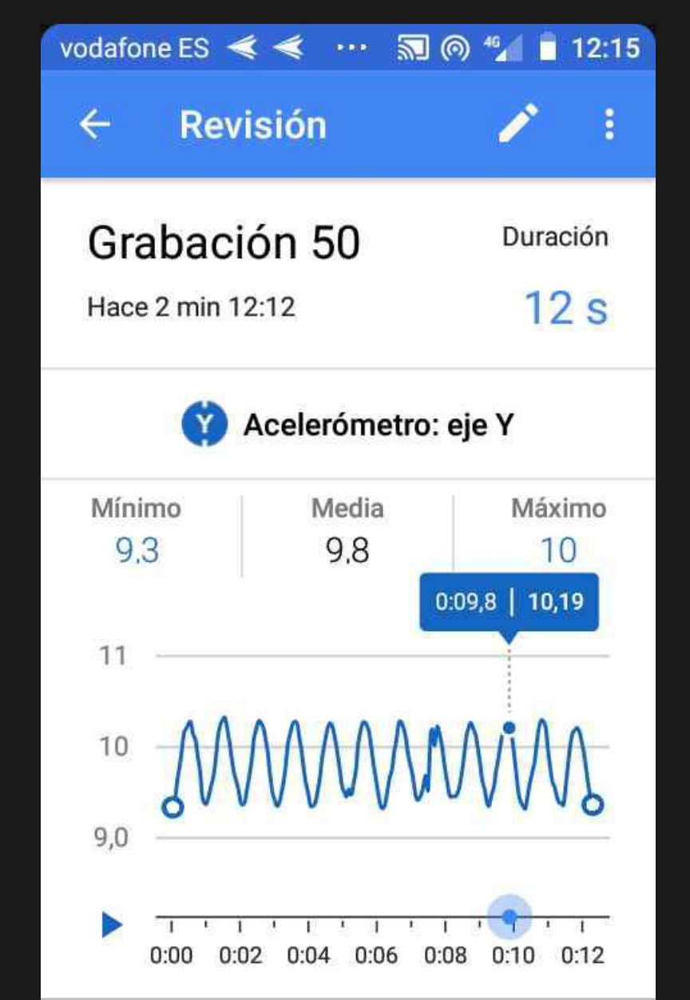 vodafone ES ... 4G 12:15
Revisión
Grabación 50 Duración
Hace 2 min 12:12 12 s
Y Acelerómetro: eje Y
Mínimo Media Máximo
9,3 9,8 10
0:09,8 | 10,19
11
10
9,0
0:00 0:02 0:04 0:06 0:08 0:10 0:12